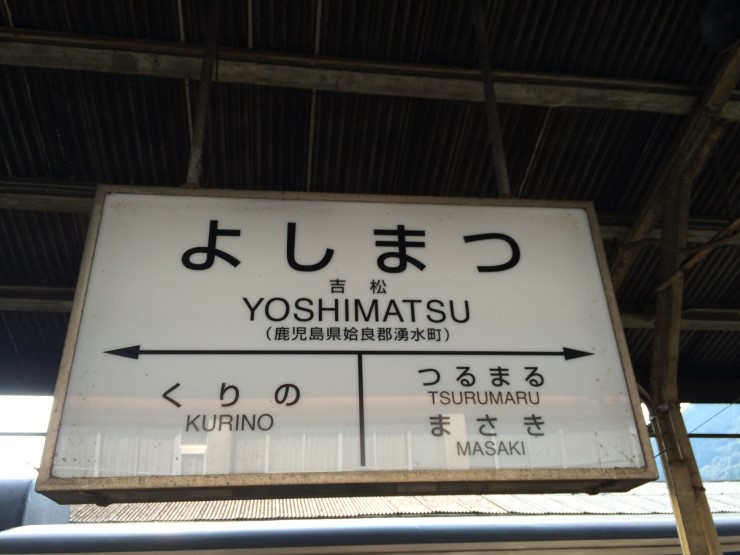 よしまつ
吉松
YOSHIMATSU
(鹿児島県姶良郡湧水町)
くりの
KURINO
つるまる
TSURUMARU
まさき
MASAKI